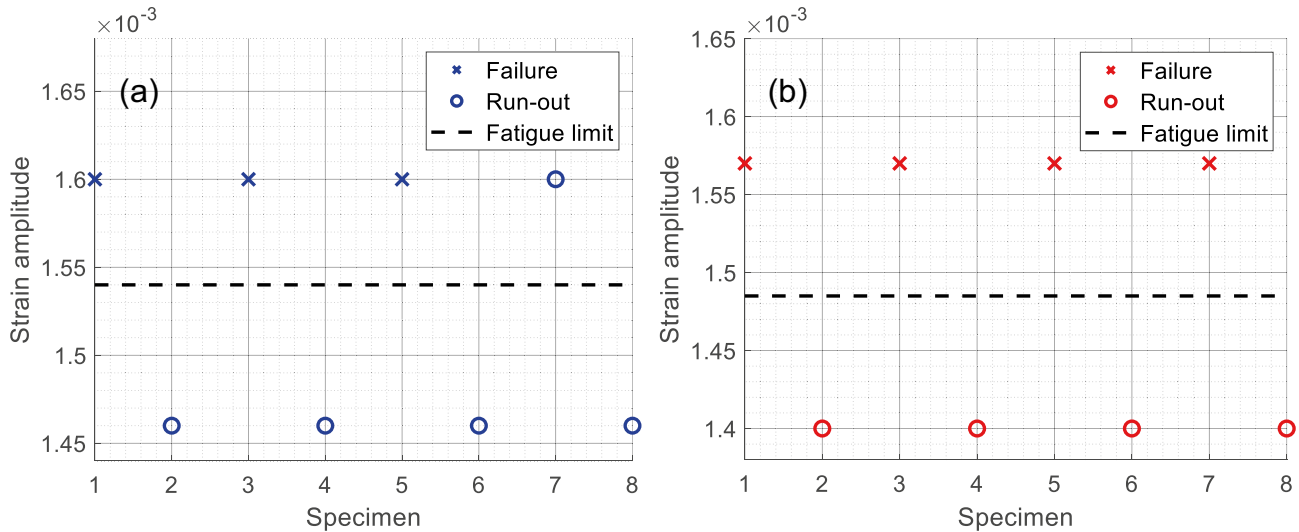 ×10⁻³
(a)
Failure
Run-out
Fatigue limit
1.65
1.6
1.55
1.5
1.45
Strain amplitude
1
2
3
4
5
6
7
8
Specimen
×10⁻³
(b)
Failure
Run-out
Fatigue limit
1.65
1.6
1.55
1.5
1.45
1.4
Strain amplitude
1
2
3
4
5
6
7
8
Specimen